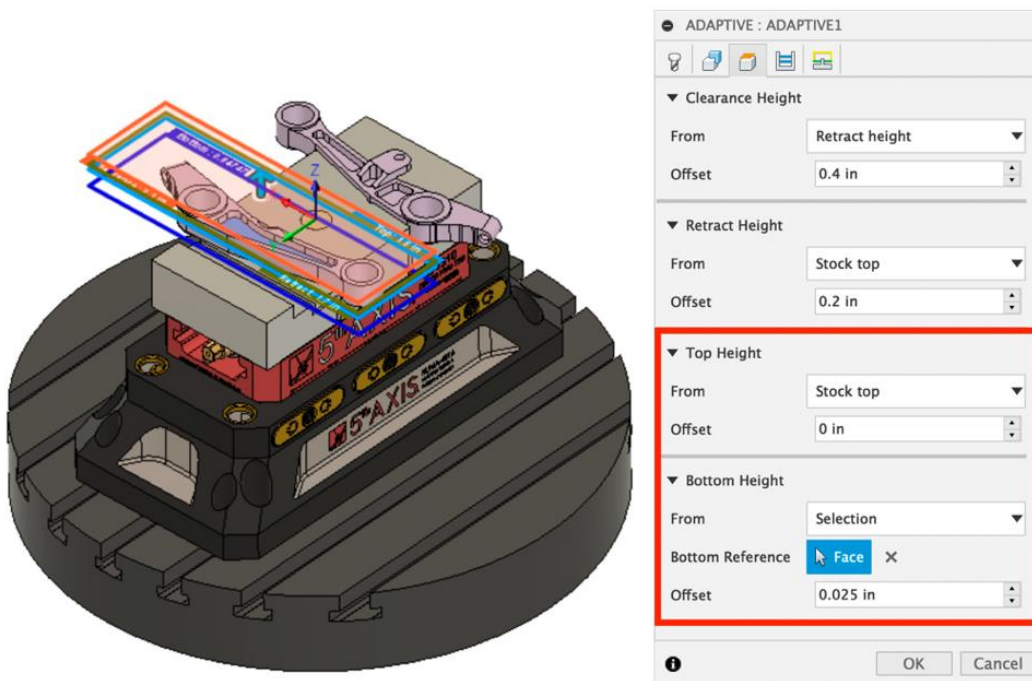 ADAPTIVE : ADAPTIVE1
Clearance Height
From Retract height
Offset 0.4 in
Retract Height
From Stock top
Offset 0.2 in
Top Height
From Stock top
Offset 0 in
Bottom Height
From Selection
Bottom Reference Face
Offset 0.025 in
OK Cancel
Z
5th AXIS
5th AXIS